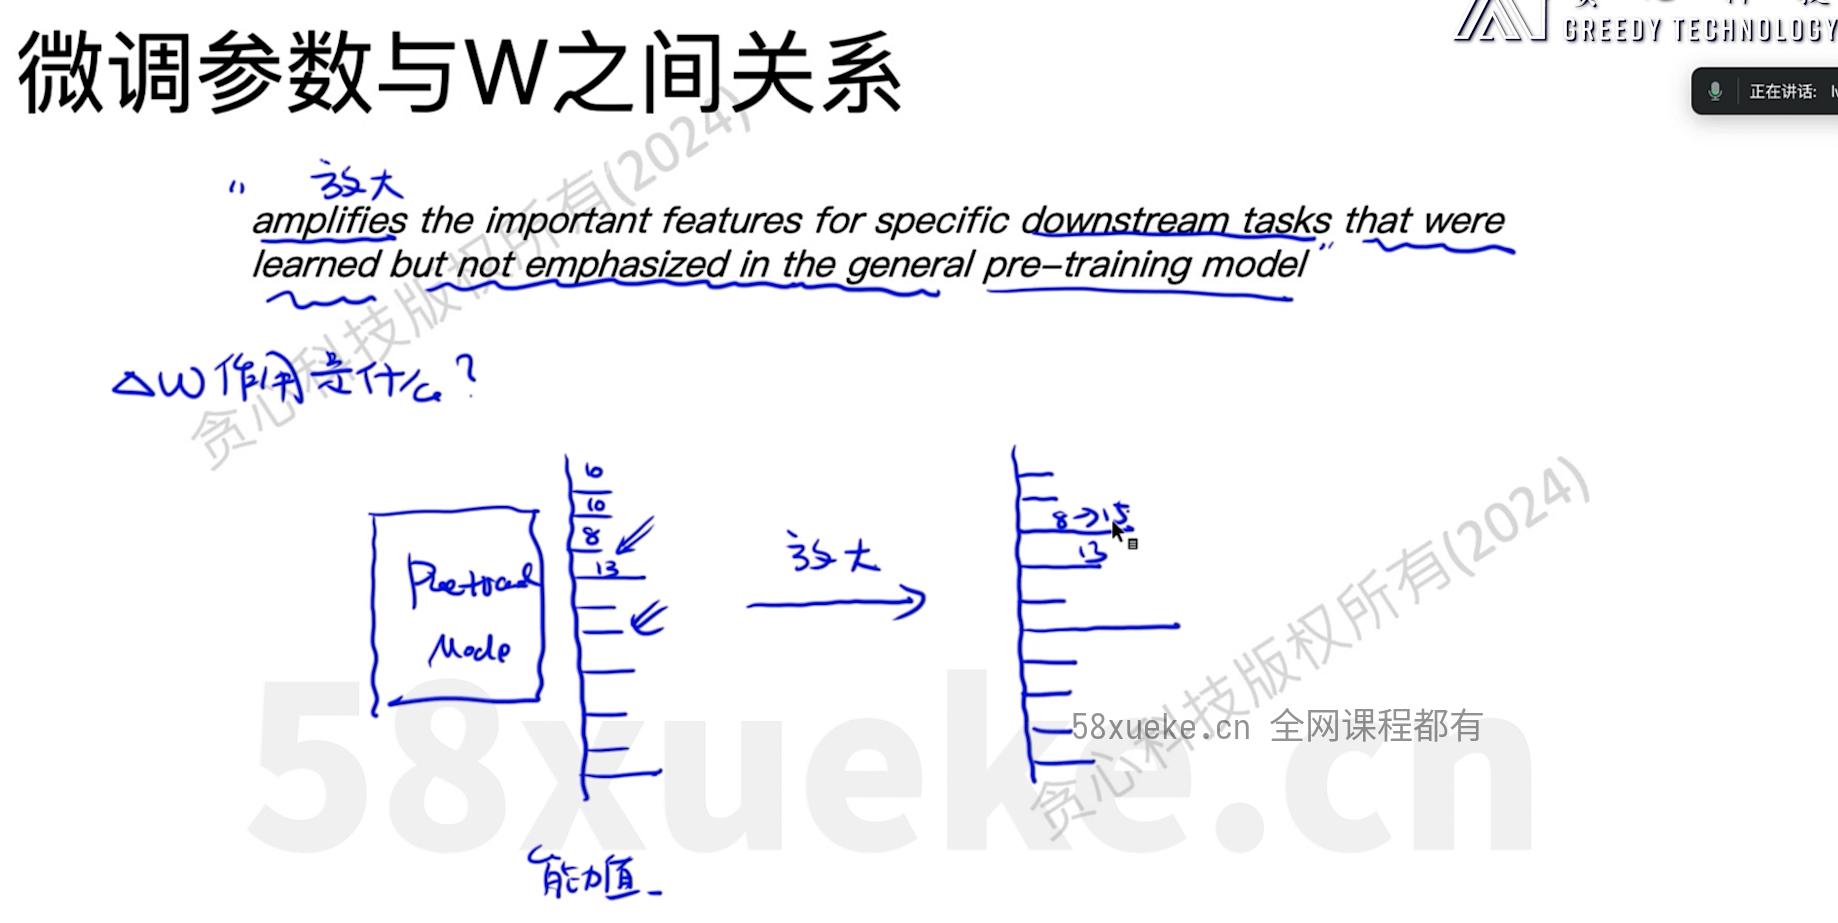 GREEDY TECHNOLOGY
微调参数与W之间关系
正在讲话:
放大
"amplifies the important features for specific downstream tasks that were
learned but not emphasized in the general pre-training model"
△W作用是什么?
10
8
13
8→15
13
放大
Mode
能力值
贪心科技版权所有(2024)
贪心科技版权所有(2024)
58xueke.cn
58xueke.cn 全网课程都有